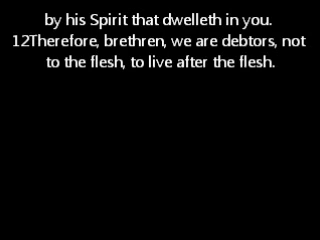 by his Spirit that dwelleth in you.
12Therefore, brethren, we are debtors, not
to the flesh, to live after the flesh.